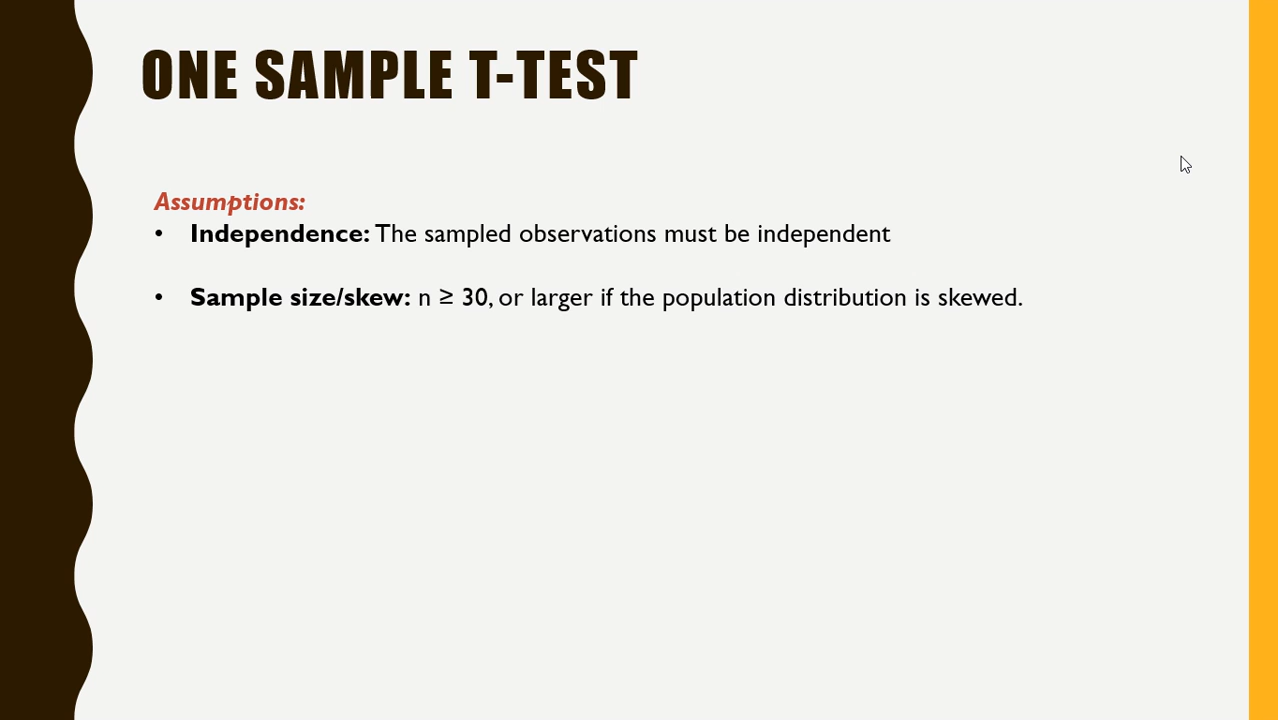 ONE SAMPLE T-TEST
Assumptions:
• Independence: The sampled observations must be independent
• Sample size/skew: n ≥ 30, or larger if the population distribution is skewed.